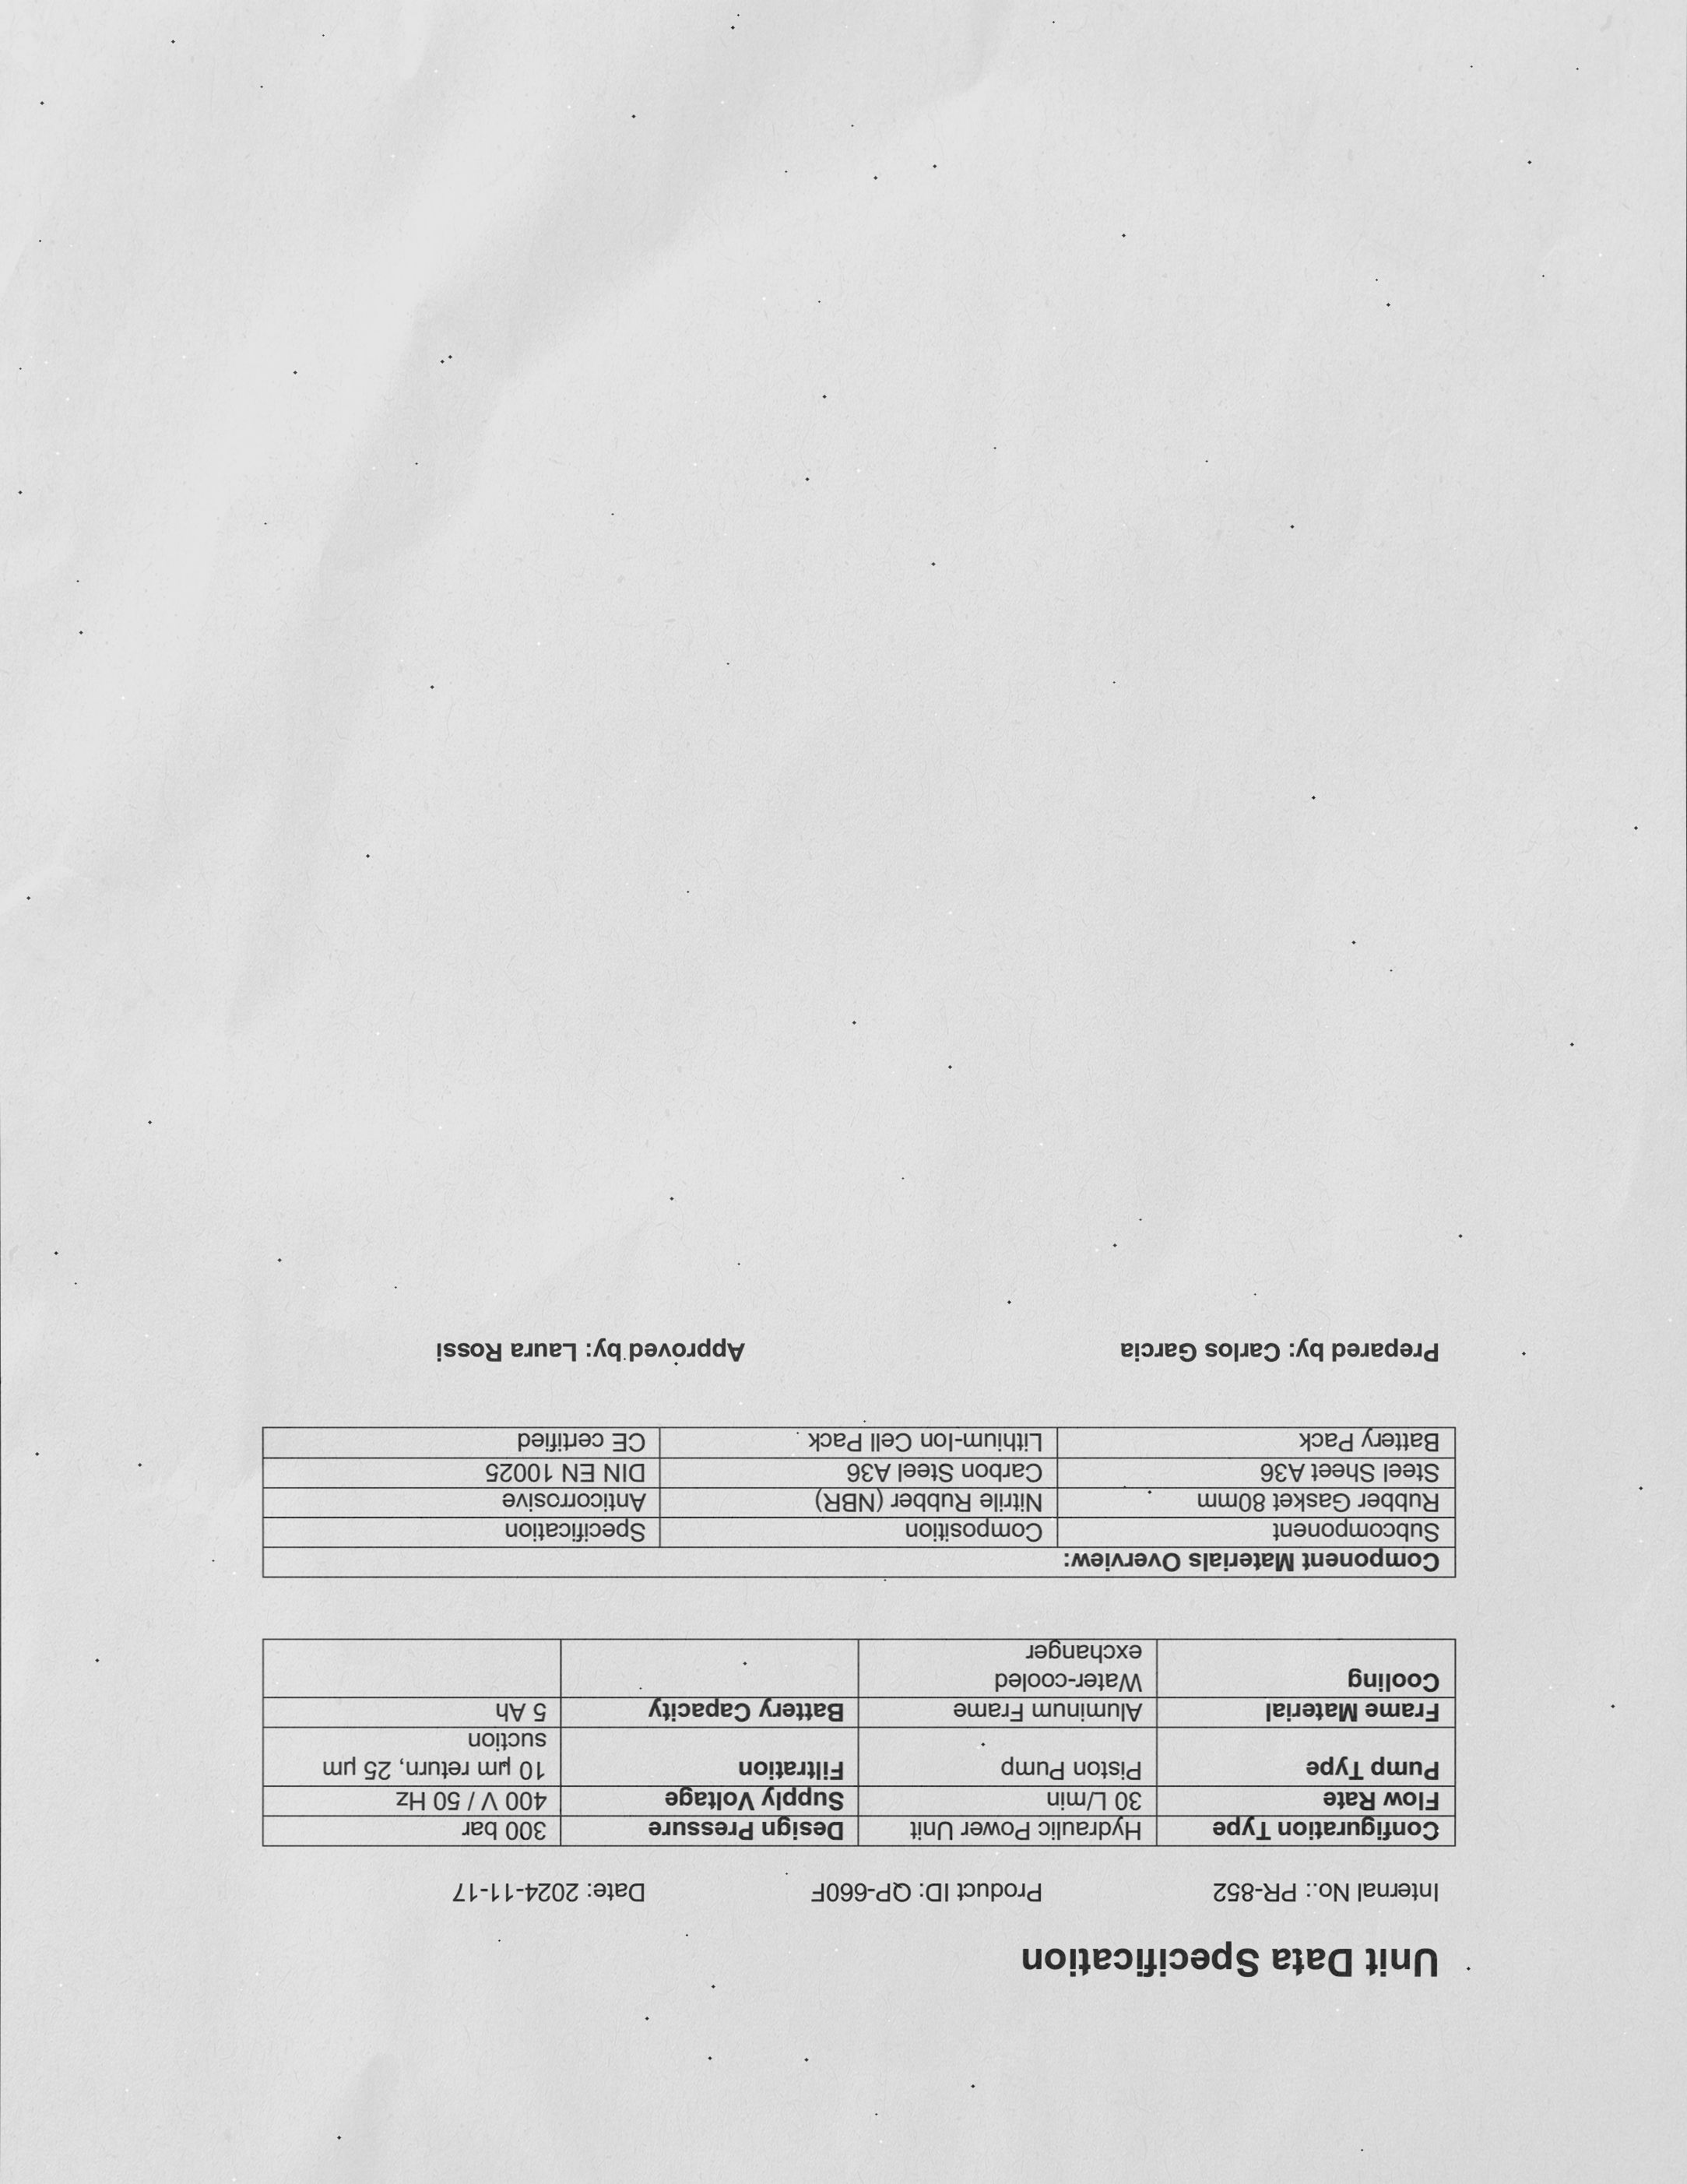 Unit Data Specification
Internal No.: PR-852 Product ID: QP-660F Date: 2024-11-17
Configuration Type Hydraulic Power Unit Design Pressure 300 bar
Flow Rate 30 L/min Supply Voltage 400 V / 50 Hz
Pump Type Piston Pump Filtration 10 µm return, 25 µm
suction
Frame Material Aluminum Frame Battery Capacity 5 Ah
Cooling Water-cooled
exchanger
Component Materials Overview:
Subcomponent Composition Specification
Rubber Gasket 80mm Nitrile Rubber (NBR) Anticorrosive
Steel Sheet A36 Carbon Steel A36 DIN EN 10025
Battery Pack Lithium-Ion Cell Pack CE certified
Prepared by: Carlos Garcia Approved by: Laura Rossi